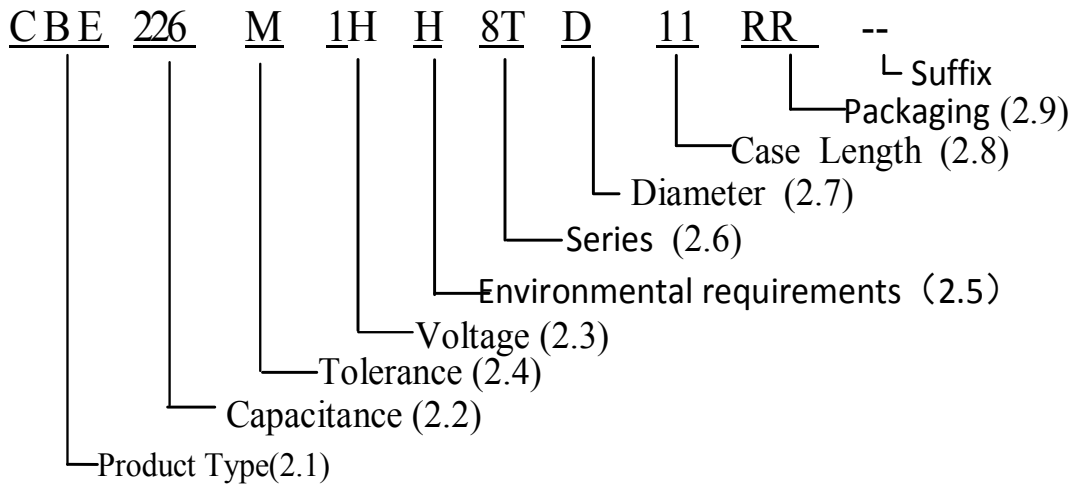 CBE 226 M 1H H 8T D 11 RR --
Suffix
Packaging (2.9)
Case Length (2.8)
Diameter (2.7)
Series (2.6)
Environmental requirements（2.5）
Voltage (2.3)
Tolerance (2.4)
Capacitance (2.2)
Product Type(2.1)